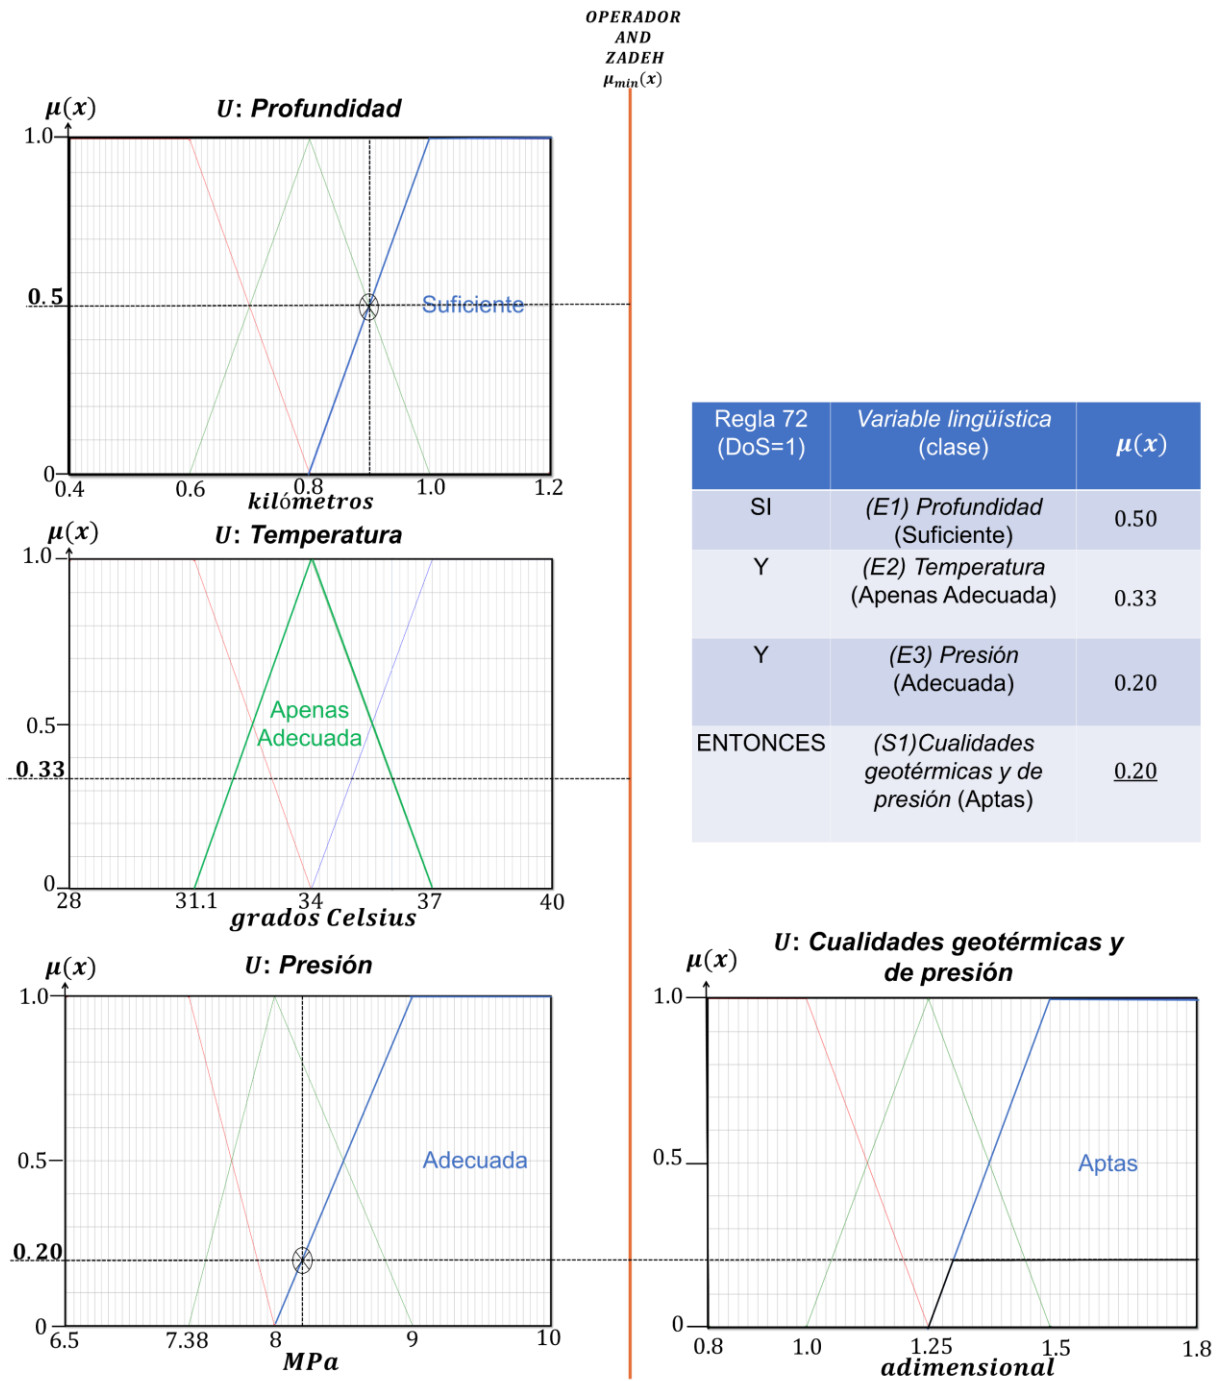 OPERADOR
AND
ZADEH
μmin(x)
μ(x)
U: Profundidad
1.0
0.5
Suficiente
0
0.4
0.6
0.8
1.0
1.2
kilómetros
μ(x)
U: Temperatura
1.0
Apenas
Adecuada
0.5
0.33
0
28
31.1
34
37
40
grados Celsius
μ(x)
U: Presión
1.0
0.5
Adecuada
0.20
0
6.5
7.38
8
9
10
MPa
Regla 72
(DoS=1)
Variable lingüística
(clase)
μ(x)
SI
(E1) Profundidad
(Suficiente)
0.50
Y
(E2) Temperatura
(Apenas Adecuada)
0.33
Y
(E3) Presión
(Adecuada)
0.20
ENTONCES
(S1)Cualidades
geotérmicas y de
presión (Aptas)
0.20
U: Cualidades geotérmicas y
de presión
μ(x)
1.0
0.5
Aptas
0
0.8
1.0
1.25
1.5
1.8
adimensional